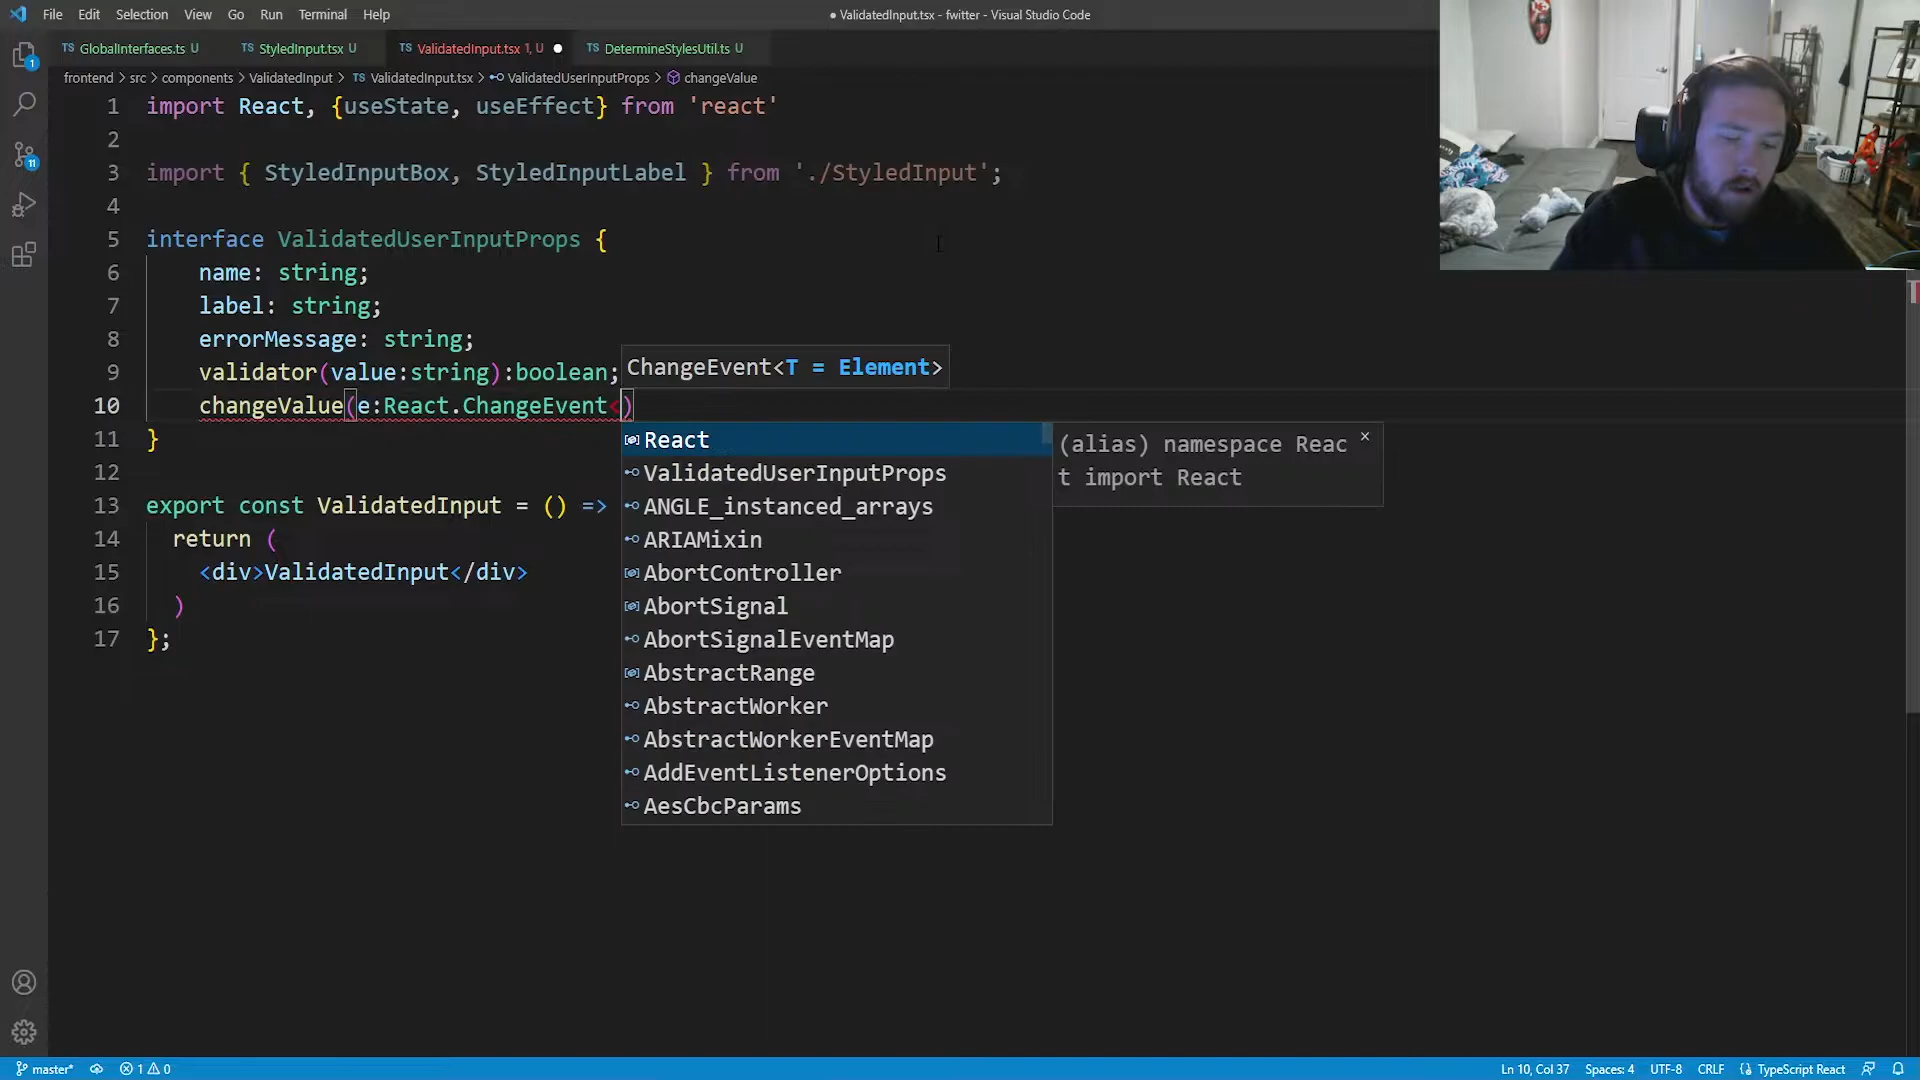 File Edit Selection View Go Run Terminal Help
● ValidatedInput.tsx - fwitter - Visual Studio Code
TS GlobalInterfaces.ts U TS StyledInput.tsx U TS ValidatedInput.tsx 1, U ● TS DetermineStylesUtil.ts U
frontend > src > components > ValidatedInput > TS ValidatedInput.tsx > ValidatedUserInputProps > changeValue
1 import React, {useState, useEffect} from 'react'
2
3 import { StyledInputBox, StyledInputLabel } from './StyledInput';
4
5 interface ValidatedUserInputProps {
6 name: string;
7 label: string;
8 errorMessage: string;
9 validator(value:string):boolean;
ChangeEvent<T = Element>
10 changeValue(e:React.ChangeEvent<)
11 }
12
13 export const ValidatedInput = () =>
14 return (
15 <div>ValidatedInput</div>
16 )
17 };
React
ValidatedUserInputProps
ANGLE_instanced_arrays
ARIAMixin
AbortController
AbortSignal
AbortSignalEventMap
AbstractRange
AbstractWorker
AbstractWorkerEventMap
AddEventListenerOptions
AesCbcParams
(alias) namespace Reac
t import React
1
11
master* 1 0
Ln 10, Col 37 Spaces: 4 UTF-8 CRLF TypeScript React